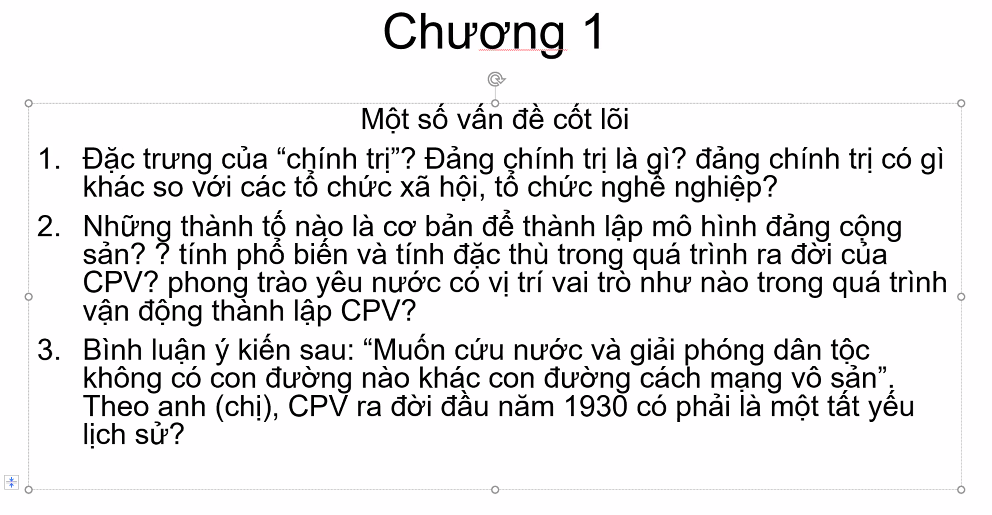 Chương 1
Một số vấn đề cốt lõi
1. Đặc trưng của “chính trị”? Đảng chính trị là gì? đảng chính trị có gì
khác so với các tổ chức xã hội, tổ chức nghề nghiệp?
2. Những thành tố nào là cơ bản để thành lập mô hình đảng cộng
sản? ? tính phổ biến và tính đặc thù trong quá trình ra đời của
CPV? phong trào yêu nước có vị trí vai trò như nào trong quá trình
vận động thành lập CPV?
3. Bình luận ý kiến sau: “Muốn cứu nước và giải phóng dân tộc
không có con đường nào khác con đường cách mạng vô sản”.
Theo anh (chị), CPV ra đời đầu năm 1930 có phải là một tất yếu
lịch sử?